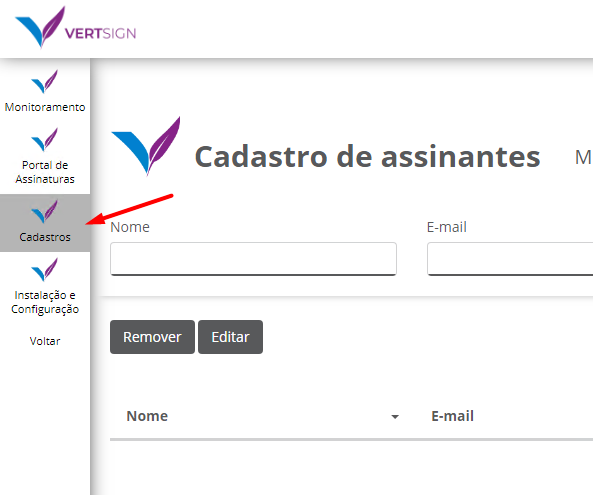 VERTSIGN
Monitoramento
Portal de
Assinaturas
Cadastros
Instalação e
Configuração
Voltar
Cadastro de assinantes
M
Nome
E-mail
Remover
Editar
Nome
E-mail